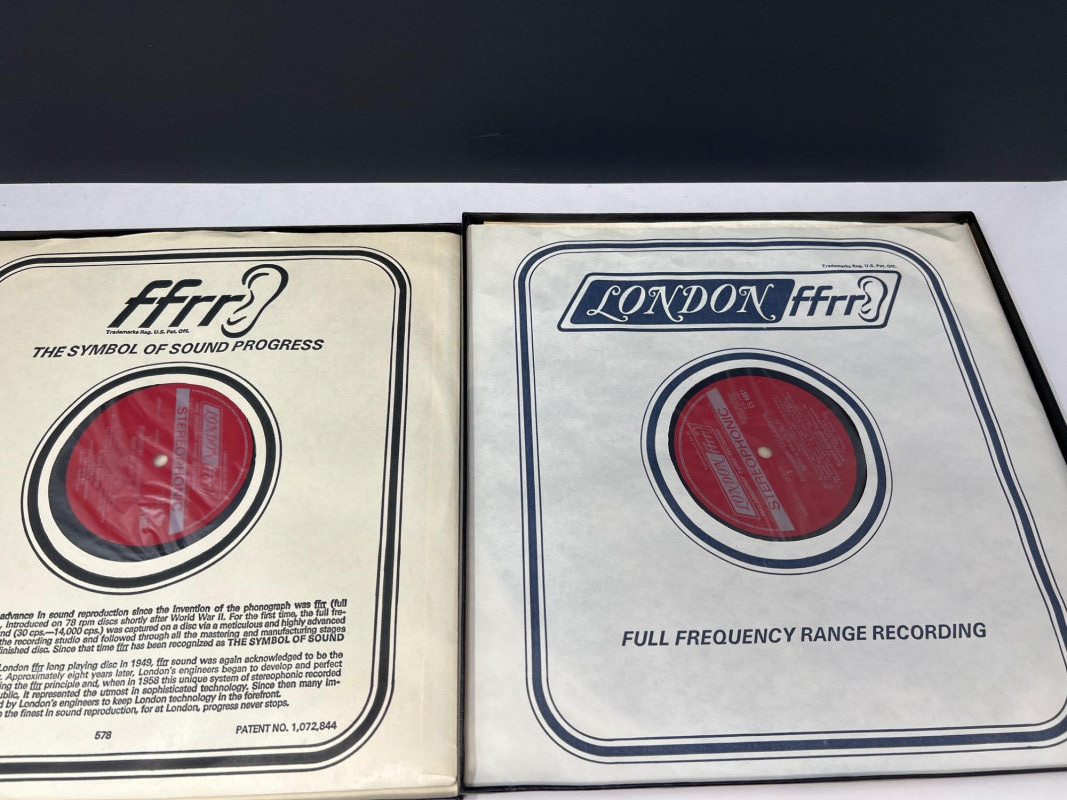 ffrr
Trademarks Reg. U.S. Pat. Off.
THE SYMBOL OF SOUND PROGRESS
LONDON ffrr
STEREOPHONIC
advance in sound reproduction since the invention of the phonograph was ffrr (full
, introduced on 78 rpm discs shortly after World War II. For the first time, the full fre-
nd (30 cps.—14,000 cps.) was captured on a disc via a meticulous and highly advanced
the recording studio and followed through all the mastering and manufacturing stages
finished disc. Since that time ffrr has been recognized as THE SYMBOL OF SOUND
London ffrr long playing disc in 1949, ffrr sound was again acknowledged to be the
. Approximately eight years later, London's engineers began to develop and perfect
ing the ffrr principle and, when in 1958 this unique system of stereophonic recorded
ublic, it represented the utmost in sophisticated technology. Since then many im-
d by London's engineers to keep London technology in the forefront.
the finest in sound reproduction, for at London, progress never stops.
578
PATENT NO. 1,072,844
Trademarks Reg. U.S. Pat. Off.
LONDON ffrr
LONDON ffrr
STEREOPHONIC
FULL FREQUENCY RANGE RECORDING